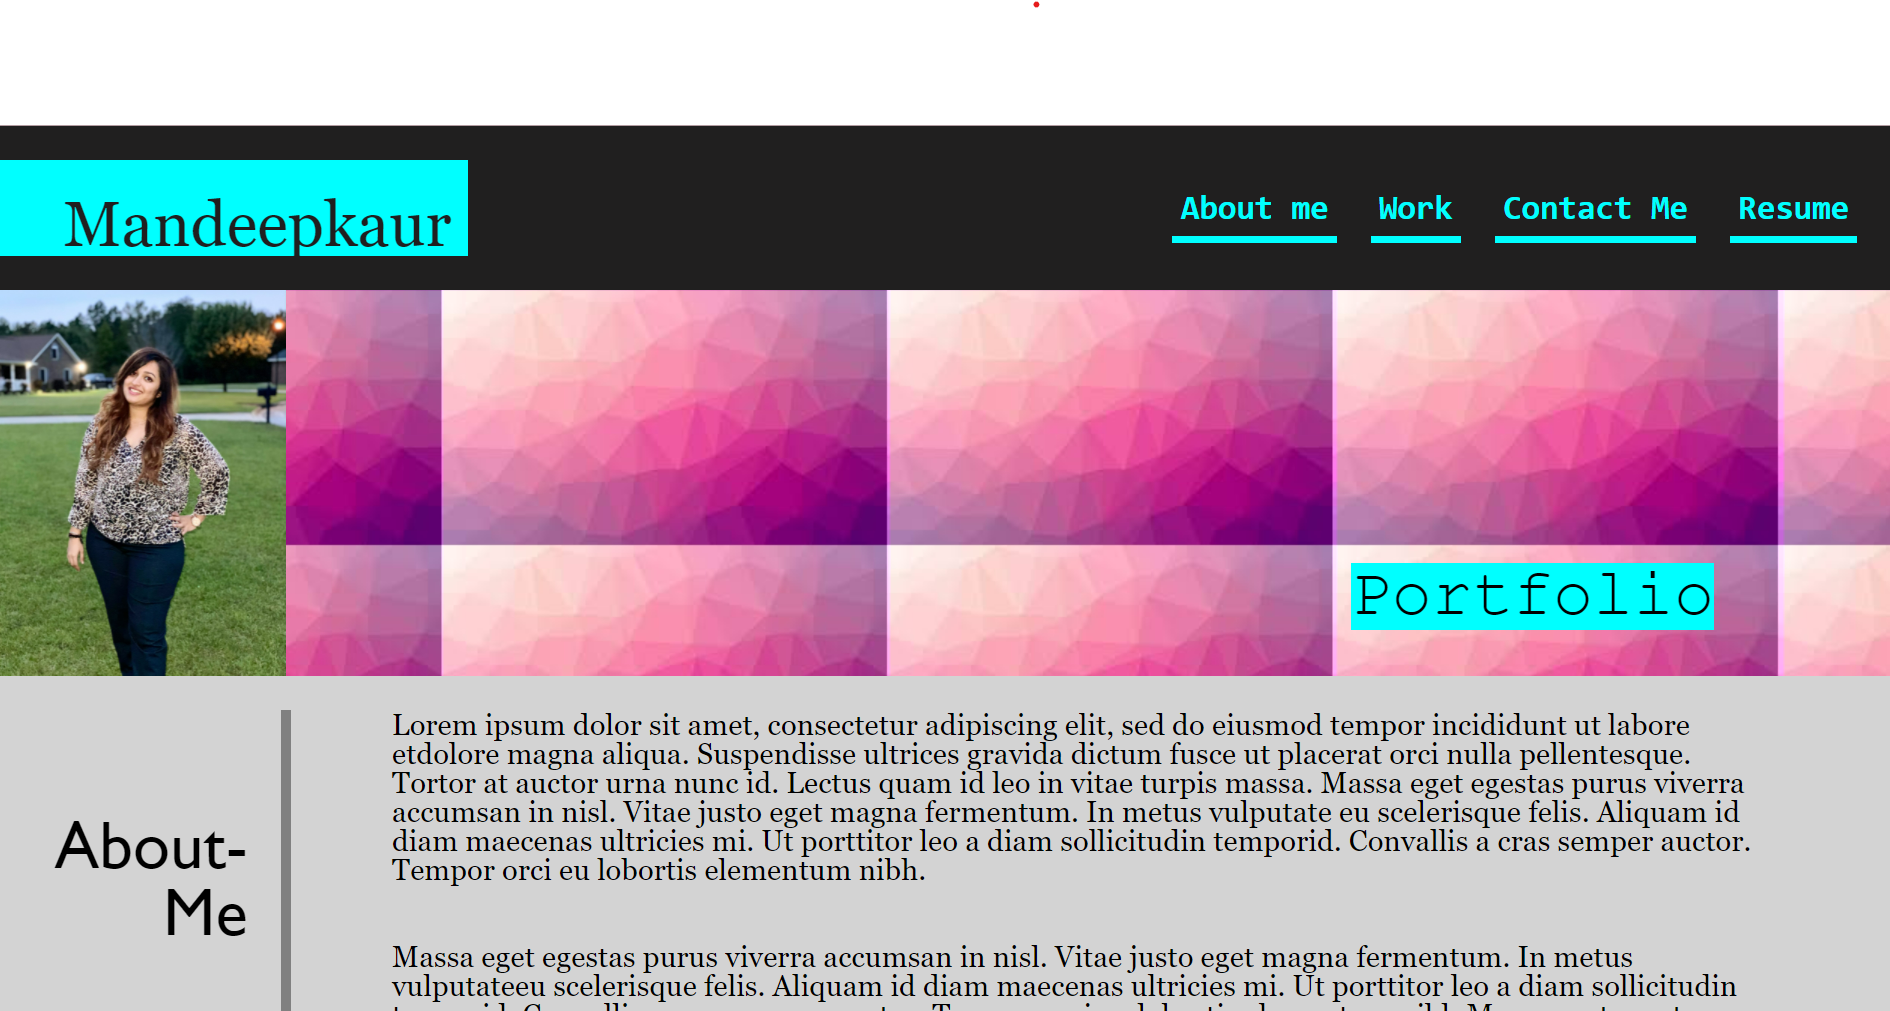 Mandeepkaur
About me Work Contact Me Resume
Portfolio
About-
Me
Lorem ipsum dolor sit amet, consectetur adipiscing elit, sed do eiusmod tempor incididunt ut labore
etdolore magna aliqua. Suspendisse ultrices gravida dictum fusce ut placerat orci nulla pellentesque.
Tortor at auctor urna nunc id. Lectus quam id leo in vitae turpis massa. Massa eget egestas purus viverra
accumsan in nisl. Vitae justo eget magna fermentum. In metus vulputate eu scelerisque felis. Aliquam id
diam maecenas ultricies mi. Ut porttitor leo a diam sollicitudin temporid. Convallis a cras semper auctor.
Tempor orci eu lobortis elementum nibh.
Massa eget egestas purus viverra accumsan in nisl. Vitae justo eget magna fermentum. In metus
vulputateeu scelerisque felis. Aliquam id diam maecenas ultricies mi. Ut porttitor leo a diam sollicitudin